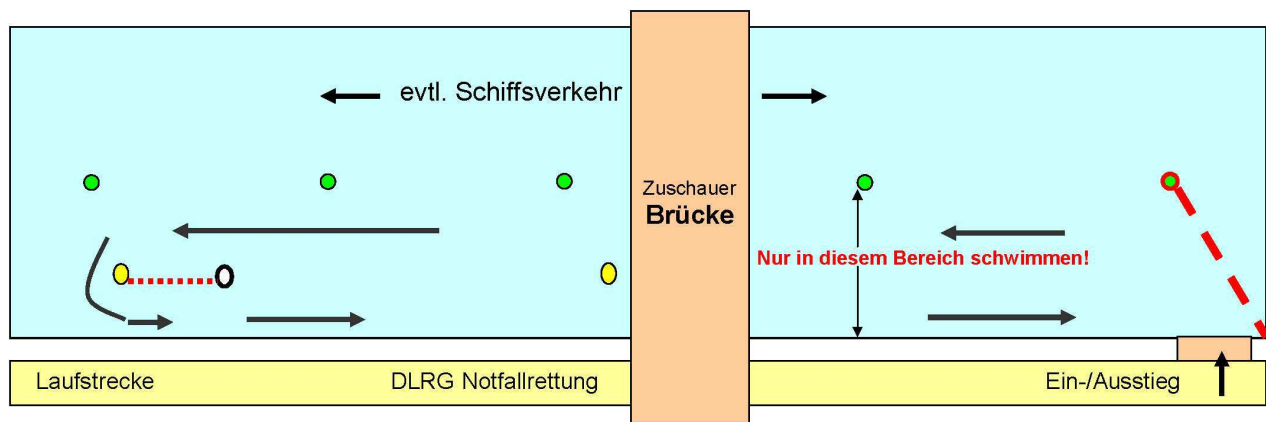 evtl. Schiffsverkehr
Zuschauer
Brücke
Nur in diesem Bereich schwimmen!
Laufstrecke
DLRG Notfallrettung
Ein-/Ausstieg